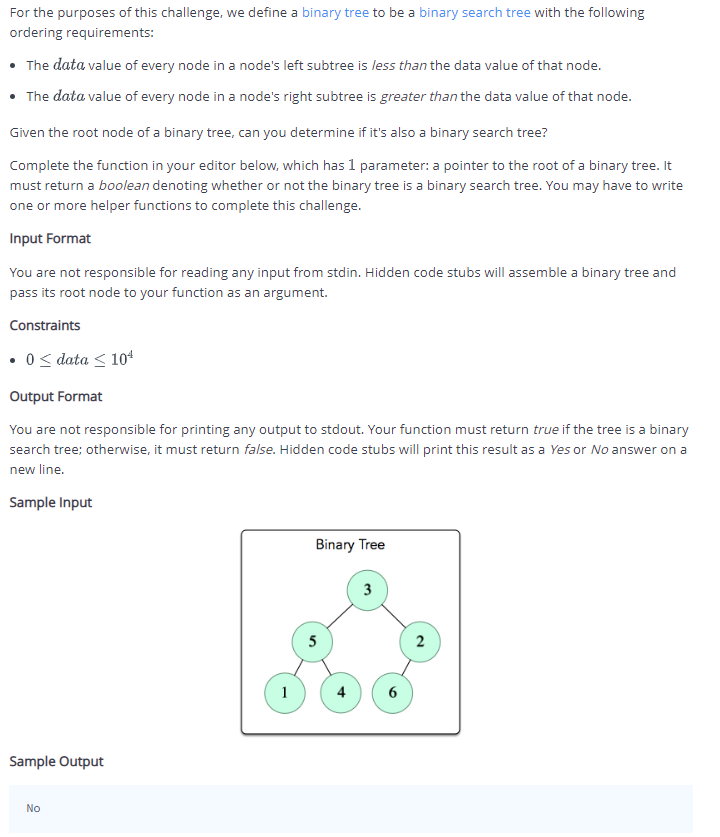 For the purposes of this challenge, we define a binary tree to be a binary search tree with the following
ordering requirements:
• The data value of every node in a node's left subtree is less than the data value of that node.
• The data value of every node in a node's right subtree is greater than the data value of that node.
Given the root node of a binary tree, can you determine if it's also a binary search tree?
Complete the function in your editor below, which has 1 parameter: a pointer to the root of a binary tree. It
must return a boolean denoting whether or not the binary tree is a binary search tree. You may have to write
one or more helper functions to complete this challenge.
Input Format
You are not responsible for reading any input from stdin. Hidden code stubs will assemble a binary tree and
pass its root node to your function as an argument.
Constraints
• 0 ≤ data ≤ 10⁴
Output Format
You are not responsible for printing any output to stdout. Your function must return true if the tree is a binary
search tree; otherwise, it must return false. Hidden code stubs will print this result as a Yes or No answer on a
new line.
Sample Input
Binary Tree
3
5 2
1 4 6
Sample Output
No